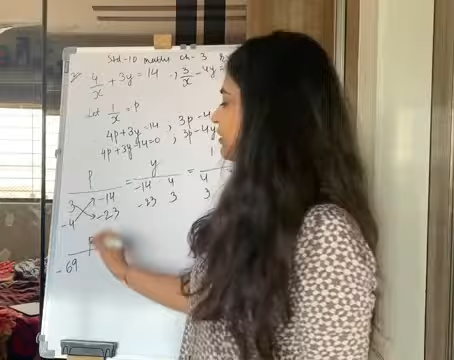 Std-10 maths ch-3
4/x + 3y = 14 , 3/x - 4y =
Let 1/x = P
4P + 3y = 14 , 3P - 4y
4P + 3y - 14 = 0 , 3P - 4y
P = y = 1
3 -14 -14 4 4
-4 -23 -23 3 3
P
-69